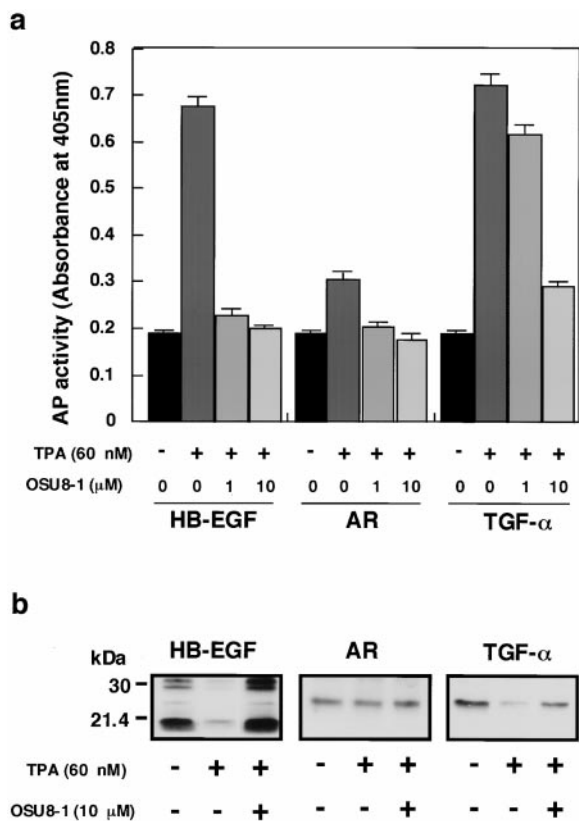 a
AP activity (Absorbance at 405nm)
0.8
0.7
0.6
0.5
0.4
0.3
0.2
0.1
0
TPA (60 nM) - + + + - + + + - + + +
OSU8-1 (μM) 0 0 1 10 0 0 1 10 0 0 1 10
HB-EGF AR TGF-α
b
HB-EGF AR TGF-α
kDa
30
21.4
TPA (60 nM) - + + - + + - + +
OSU8-1 (10 μM) - - + - - + - - +